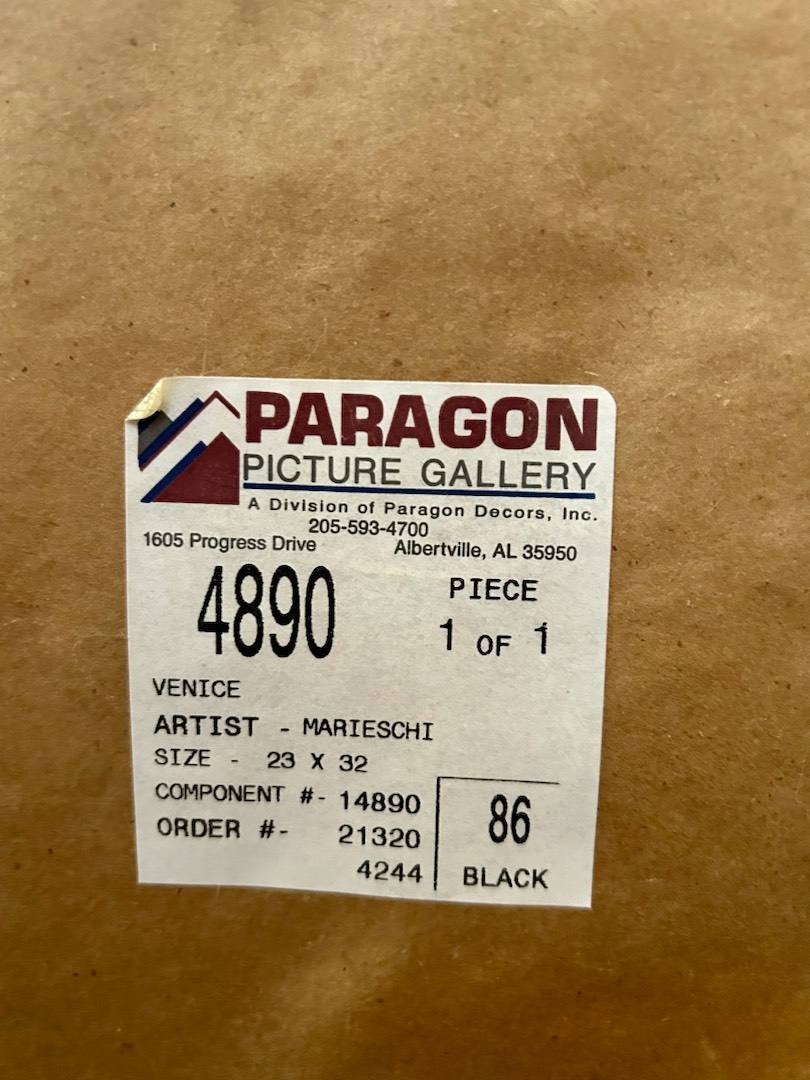 PARAGON
PICTURE GALLERY
A Division of Paragon Decors, Inc.
205-593-4700
1605 Progress Drive Albertville, AL 35950
4890 PIECE
1 OF 1
VENICE
ARTIST - MARIESCHI
SIZE - 23 X 32
COMPONENT #- 14890
ORDER #- 21320
4244
86
BLACK